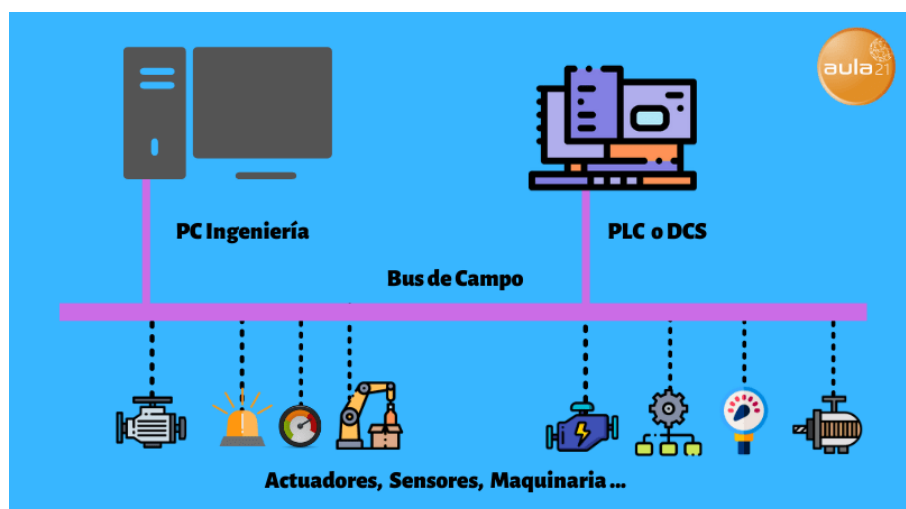 aula21
PC Ingeniería
PLC o DCS
Bus de Campo
Actuadores, Sensores, Maquinaria...